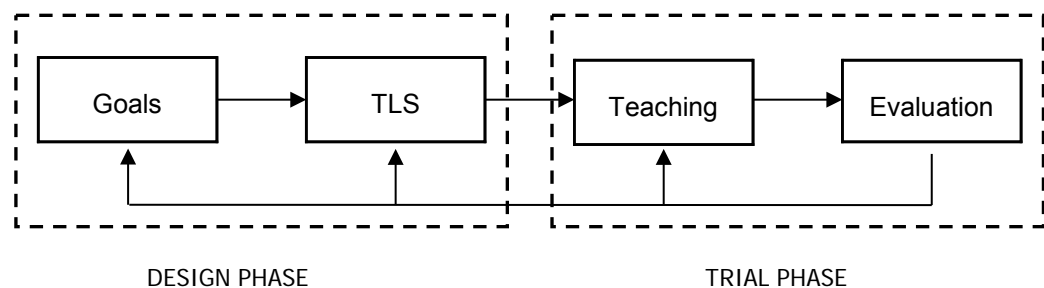 Goals
TLS
Teaching
Evaluation
DESIGN PHASE
TRIAL PHASE